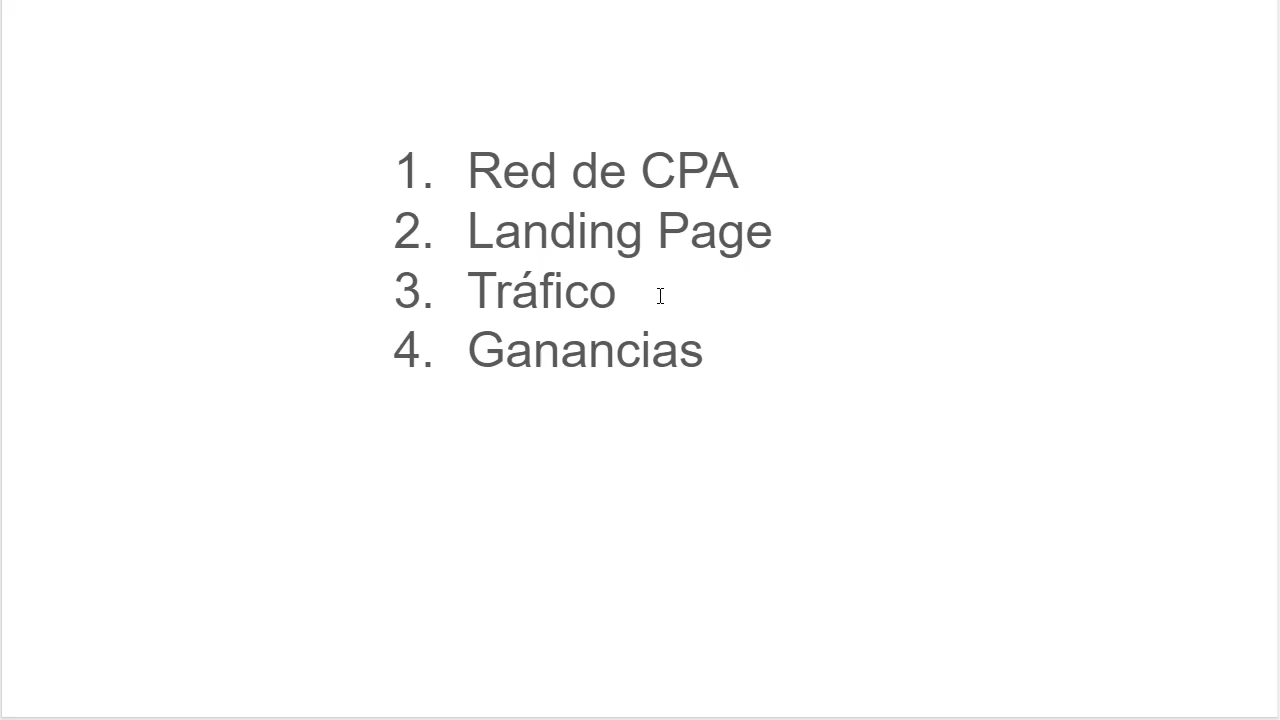 1. Red de CPA
2. Landing Page
3. Tráfico
4. Ganancias